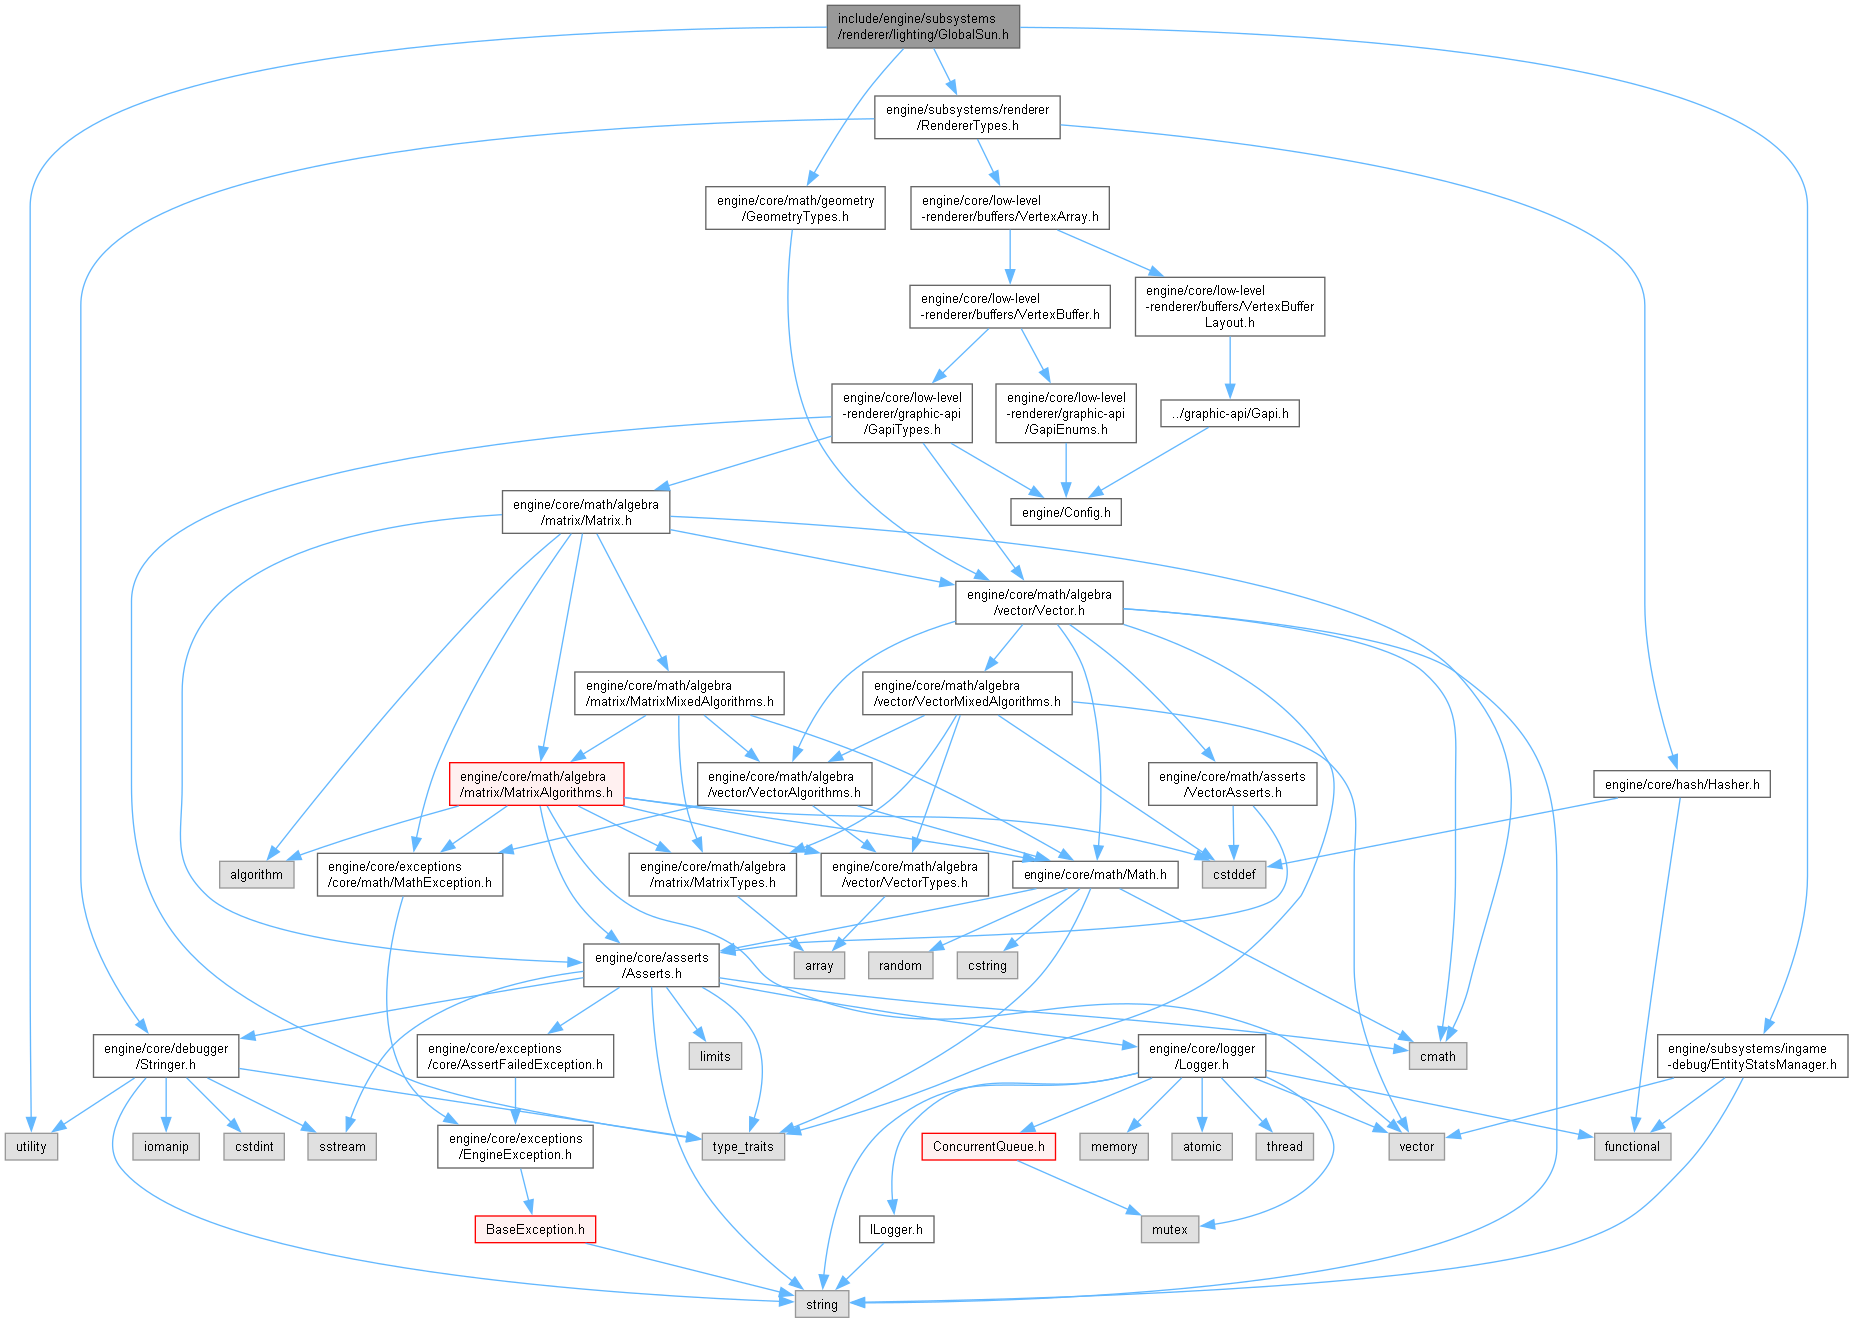 include/engine/subsystems
/renderer/lighting/GlobalSun.h
engine/subsystems/renderer
/RendererTypes.h
engine/core/math/geometry
/GeometryTypes.h
engine/core/low-level
-renderer/buffers/VertexArray.h
engine/core/low-level
-renderer/buffers/VertexBuffer.h
engine/core/low-level
-renderer/buffers/VertexBuffer
Layout.h
engine/core/low-level
-renderer/graphic-api
/GapiTypes.h
engine/core/low-level
-renderer/graphic-api
/GapiEnums.h
../graphic-api/Gapi.h
engine/core/math/algebra
/matrix/Matrix.h
engine/Config.h
engine/core/math/algebra
/vector/Vector.h
engine/core/math/algebra
/matrix/MatrixMixedAlgorithms.h
engine/core/math/algebra
/vector/VectorMixedAlgorithms.h
engine/core/math/algebra
/matrix/MatrixAlgorithms.h
engine/core/math/algebra
/vector/VectorAlgorithms.h
engine/core/math/asserts
/VectorAsserts.h
engine/core/hash/Hasher.h
algorithm
engine/core/exceptions
/core/math/MathException.h
engine/core/math/algebra
/matrix/MatrixTypes.h
engine/core/math/algebra
/vector/VectorTypes.h
engine/core/math/Math.h
cstddef
engine/core/asserts
/Asserts.h
array
random
cstring
engine/core/debugger
/Stringer.h
engine/core/exceptions
/core/AssertFailedException.h
limits
engine/core/logger
/Logger.h
cmath
engine/subsystems/ingame
-debug/EntityStatsManager.h
utility
iomanip
cstdint
sstream
engine/core/exceptions
/EngineException.h
type_traits
ConcurrentQueue.h
memory
atomic
thread
vector
functional
BaseException.h
ILogger.h
mutex
string